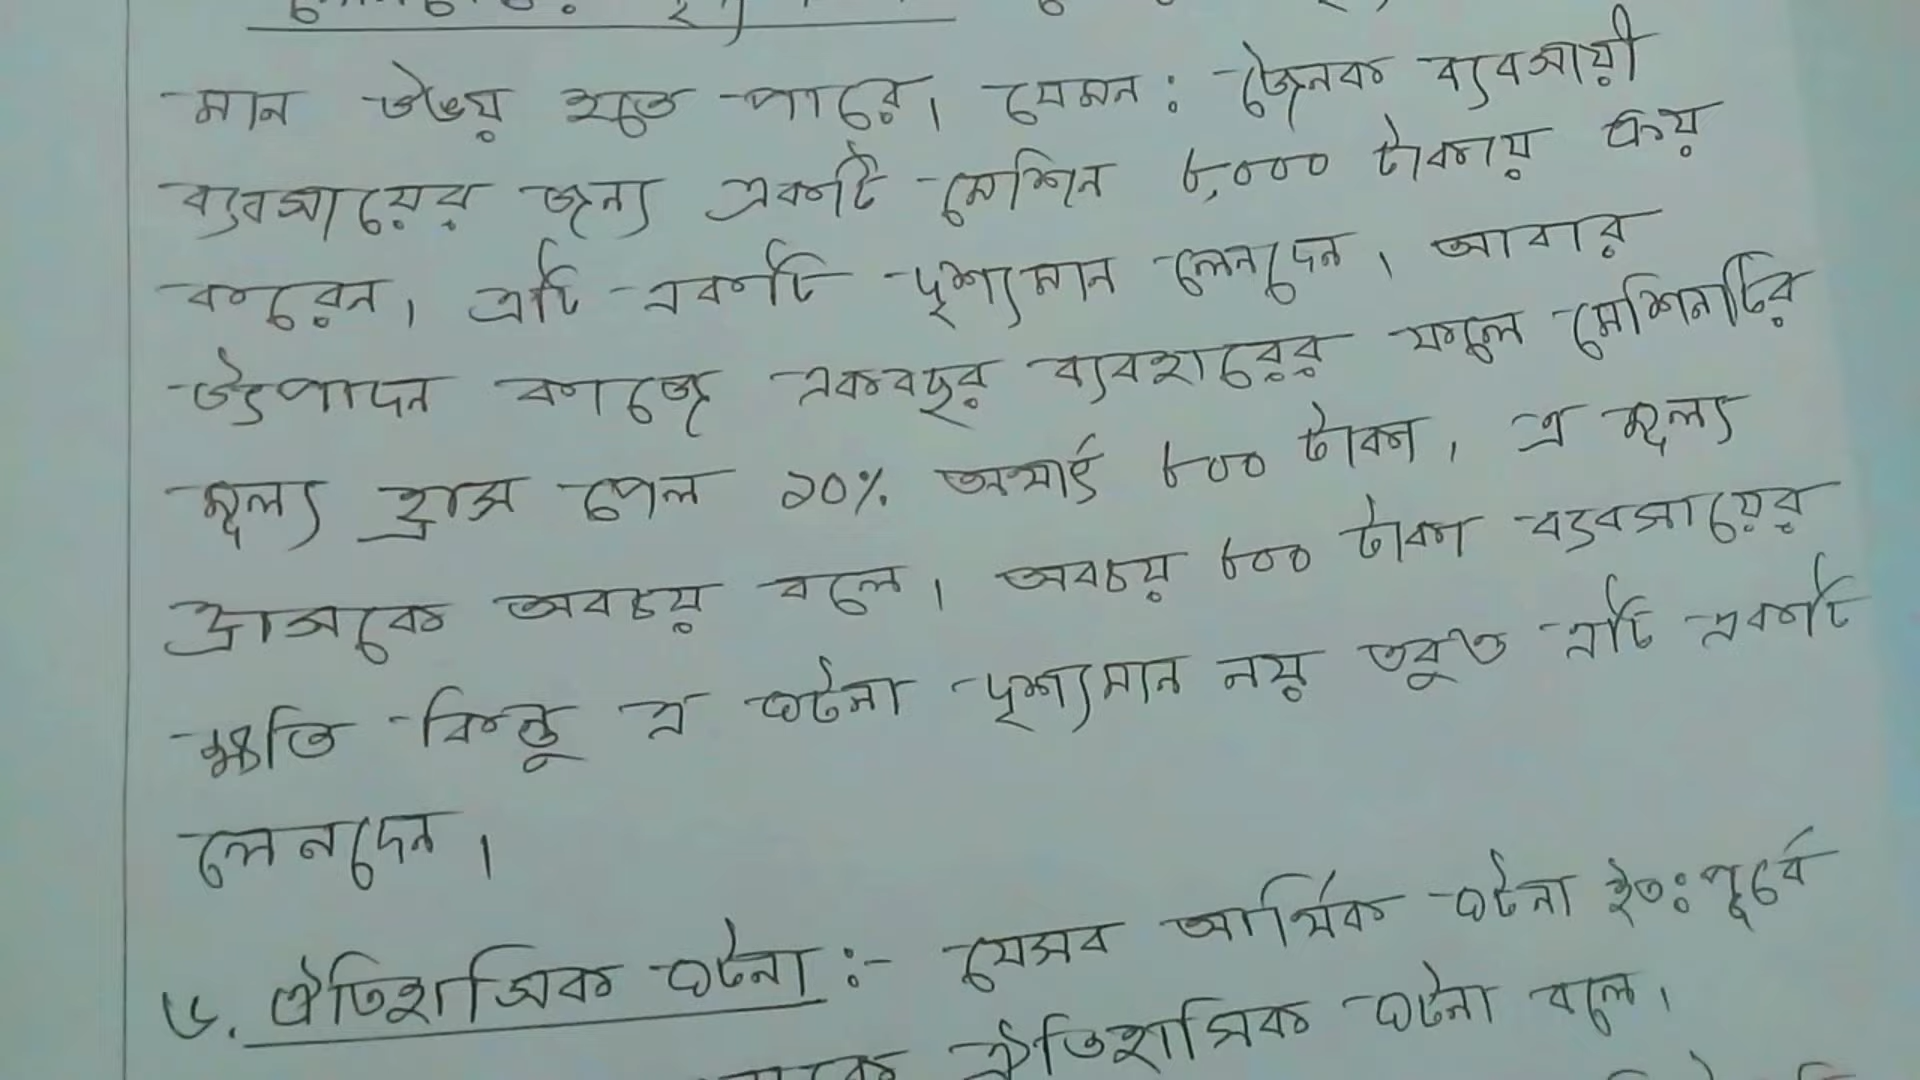 মান উভয় হতে পারে। যেমন: জৈনক ব্যবসায়ী
ব্যবসায়ের জন্য একটি মেশিন ৮,০০০ টাকায় ক্রয়
করেন। এটি একটি দৃশ্যমান লেনদেন। আবার
উৎপাদন কাজে একবছর ব্যবহারের ফলে মেশিনটির
মূল্য হ্রাস পেল ১০% অর্থাৎ ৮০০ টাকা। এ মূল্য
হ্রাসকে অবচয় বলে। অবচয় ৮০০ টাকা ব্যবসায়ের
ক্ষতি কিন্তু এ ঘটনা দৃশ্যমান নয় তবুও এটি একটি
লেনদেন।
৬. ঐতিহাসিক ঘটনা :- যেসব আর্থিক ঘটনা ইত:পূর্বে
ঐতিহাসিক ঘটনা বলে।